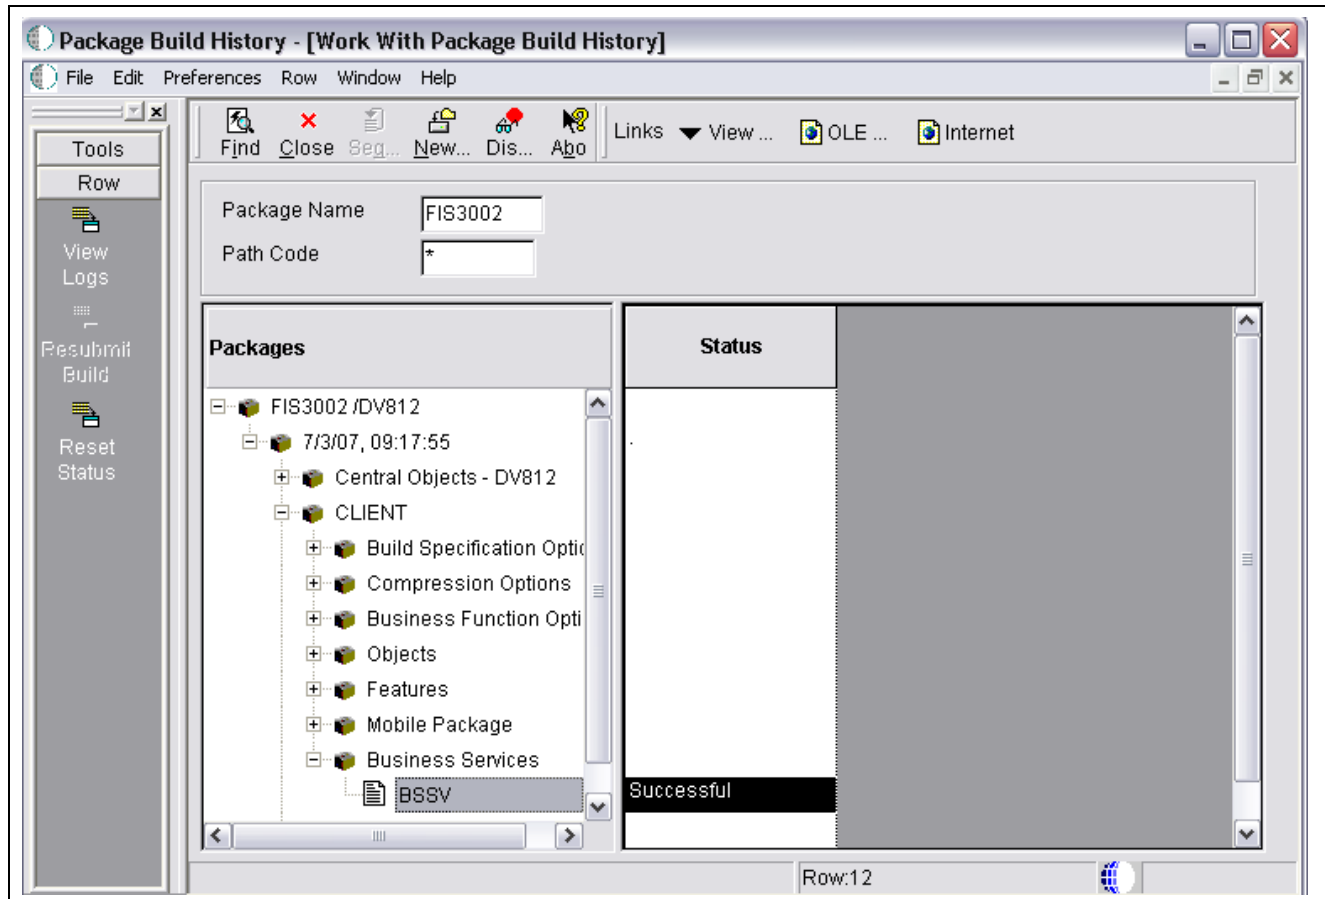 Package Build History - [Work With Package Build History]
File Edit Preferences Row Window Help
Tools
Row
View Logs
Resubmit Build
Reset Status
Find Close Seq... New... Dis... Abo Links View ... OLE ... Internet
Package Name FIS3002
Path Code *
Packages
Status
FIS3002 /DV812
7/3/07, 09:17:55
.
Central Objects - DV812
CLIENT
Build Specification Optio
Compression Options
Business Function Opti
Objects
Features
Mobile Package
Business Services
BSSV
Successful
Row:12